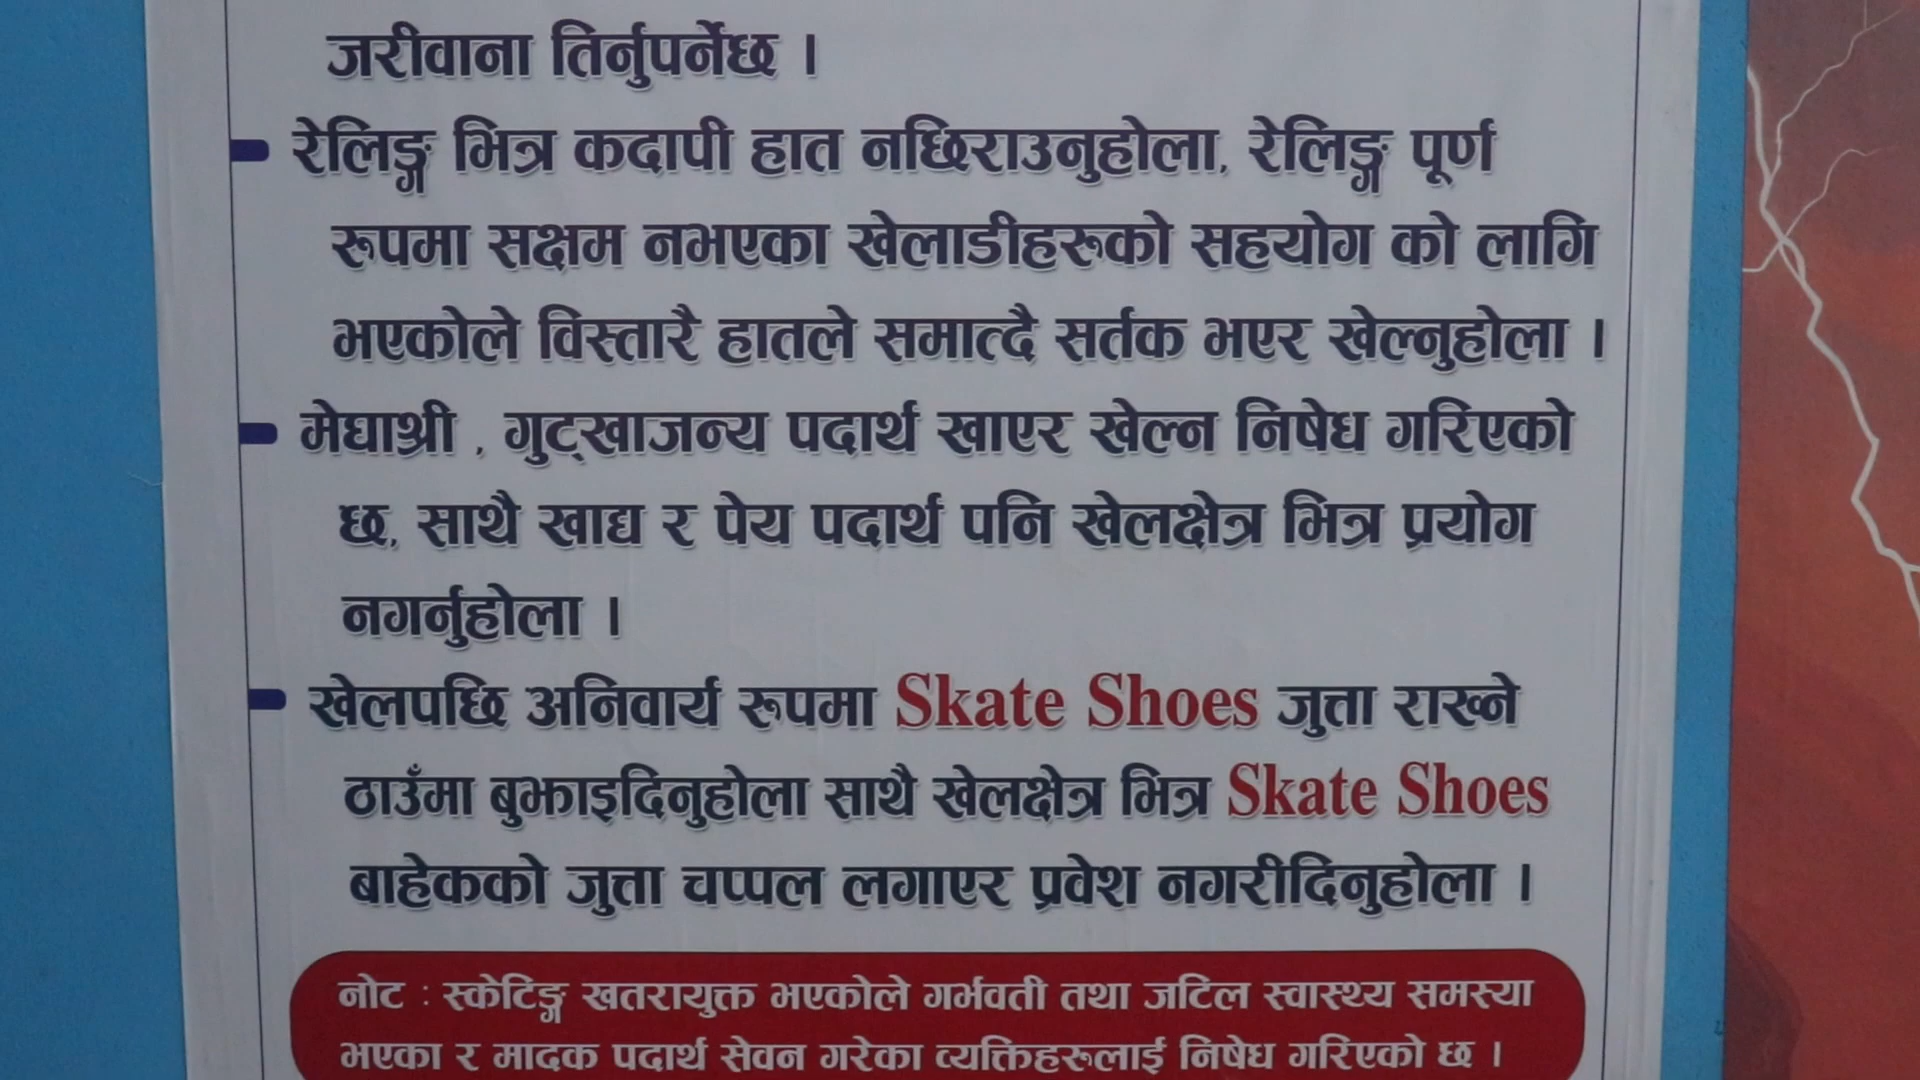 जरीवाना तिर्नुपर्नेछ ।
रेलिङ्ग भित्र कदापी हात नछिराउनुहोला, रेलिङ्ग पूर्ण
रूपमा सक्षम नभएका खेलाडीहरूको सहयोग को लागि
भएकोले विस्तारै हातले समात्दै सर्तक भएर खेल्नुहोला ।
मेघाश्री , गुट्खाजन्य पदार्थ खाएर खेल्न निषेध गरिएको
छ, साथै खाद्य र पेय पदार्थ पनि खेलक्षेत्र भित्र प्रयोग
नगर्नुहोला ।
खेलपछि अनिवार्य रूपमा Skate Shoes जुत्ता राख्ने
ठाउँमा बुझाइदिनुहोला साथै खेलक्षेत्र भित्र Skate Shoes
बाहेकको जुत्ता चप्पल लगाएर प्रवेश नगरीदिनुहोला ।
नोट : स्केटिङ्ग खतरायुक्त भएकोले गर्भवती तथा जटिल स्वास्थ्य समस्या
भएका र मादक पदार्थ सेवन गरेका व्यक्तिहरूलाई निषेध गरिएको छ ।